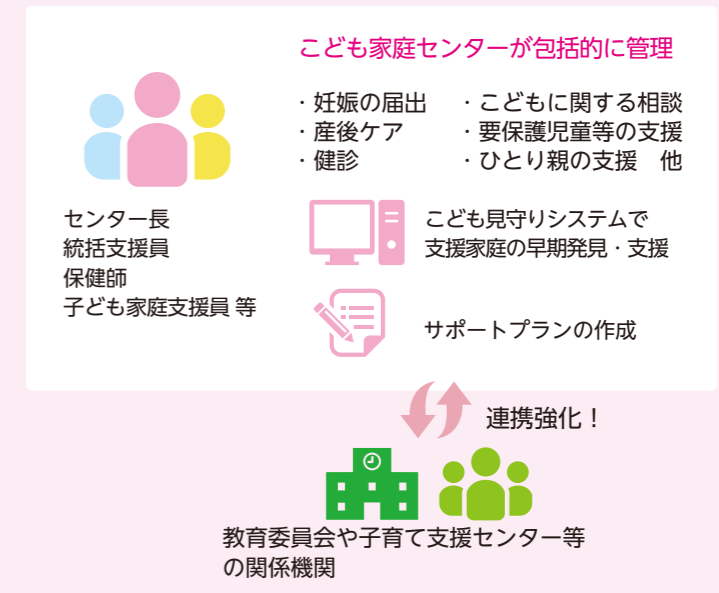 こども家庭センターが包括的に管理
・妊娠の届出
・産後ケア
・健診
・こどもに関する相談
・要保護児童等の支援
・ひとり親の支援　他
センター長
統括支援員
保健師
子ども家庭支援員 等
こども見守りシステムで
支援家庭の早期発見・支援
サポートプランの作成
連携強化！
教育委員会や子育て支援センター等
の関係機関